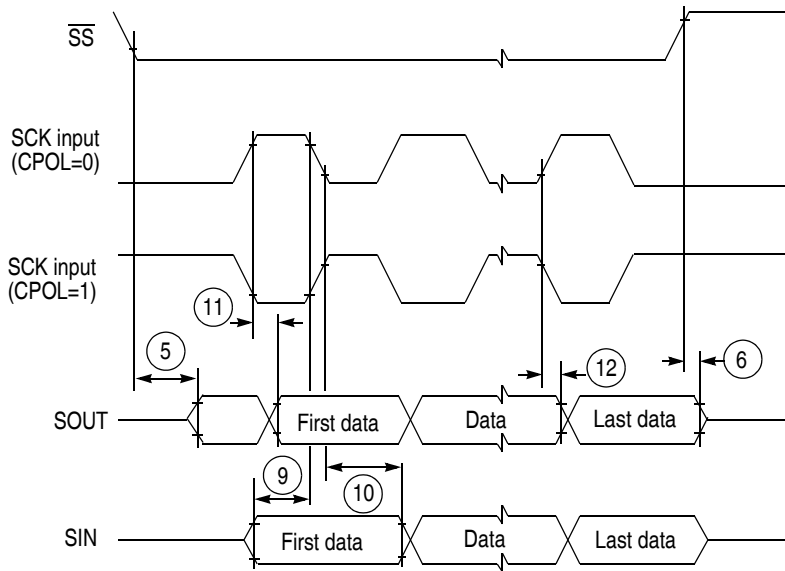 SS
SCK input
(CPOL=0)
SCK input
(CPOL=1)
11
5
12
6
SOUT
First data
Data
Last data
9
10
SIN
First data
Data
Last data